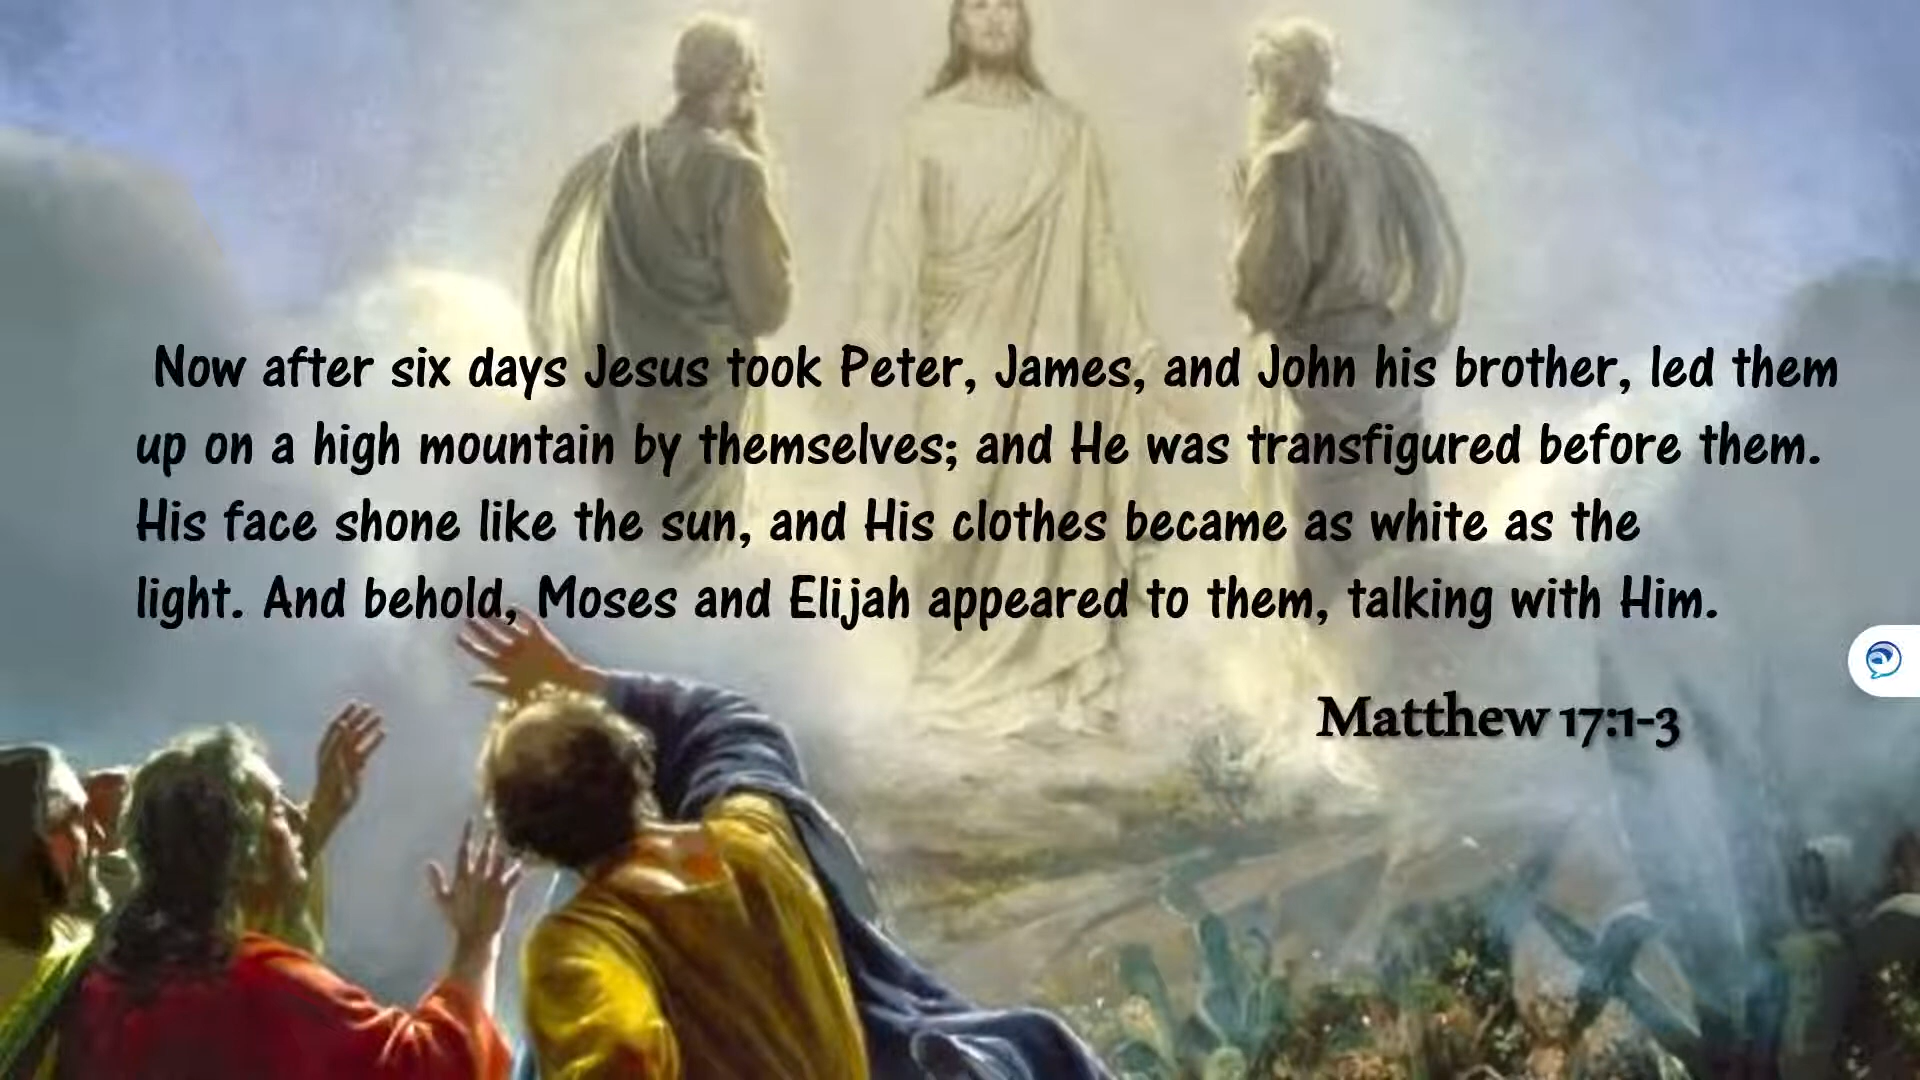 Now after six days Jesus took Peter, James, and John his brother, led them
up on a high mountain by themselves; and He was transfigured before them.
His face shone like the sun, and His clothes became as white as the
light. And behold, Moses and Elijah appeared to them, talking with Him.
Matthew 17:1-3